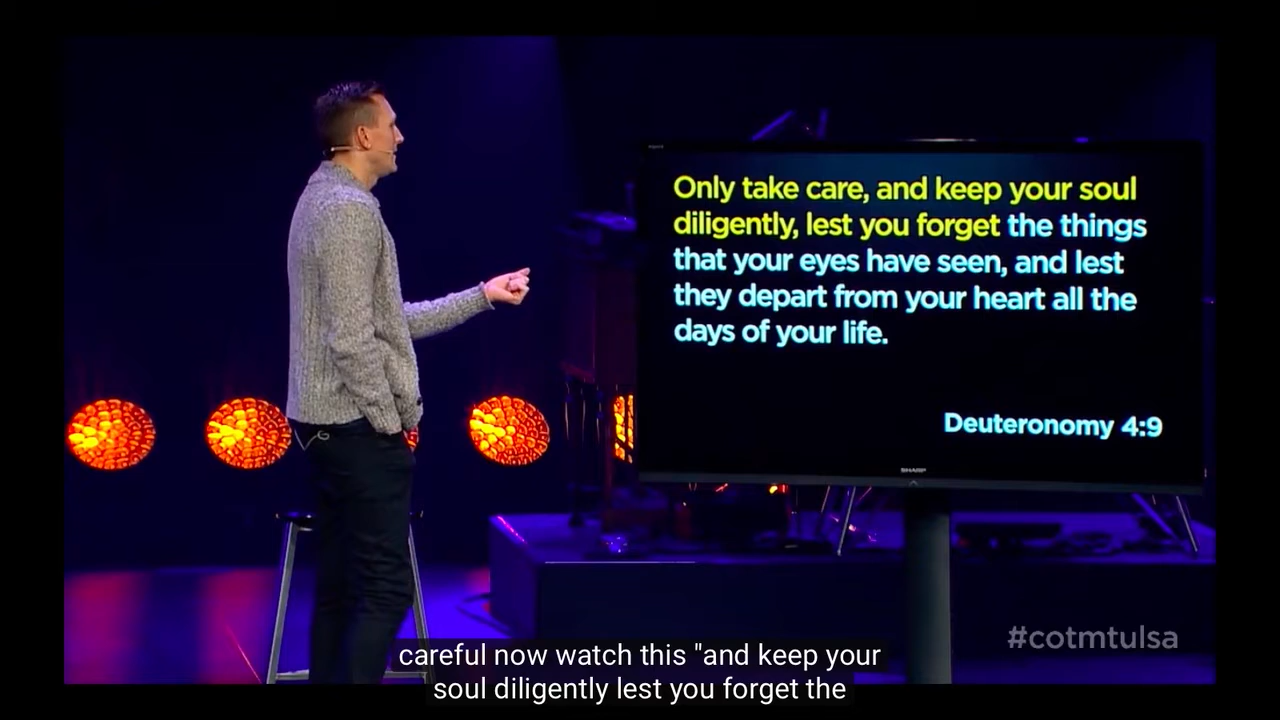 Only take care, and keep your soul
diligently, lest you forget the things
that your eyes have seen, and lest
they depart from your heart all the
days of your life.
Deuteronomy 4:9
SHARP
#cotmtulsa
careful now watch this "and keep your
soul diligently lest you forget the